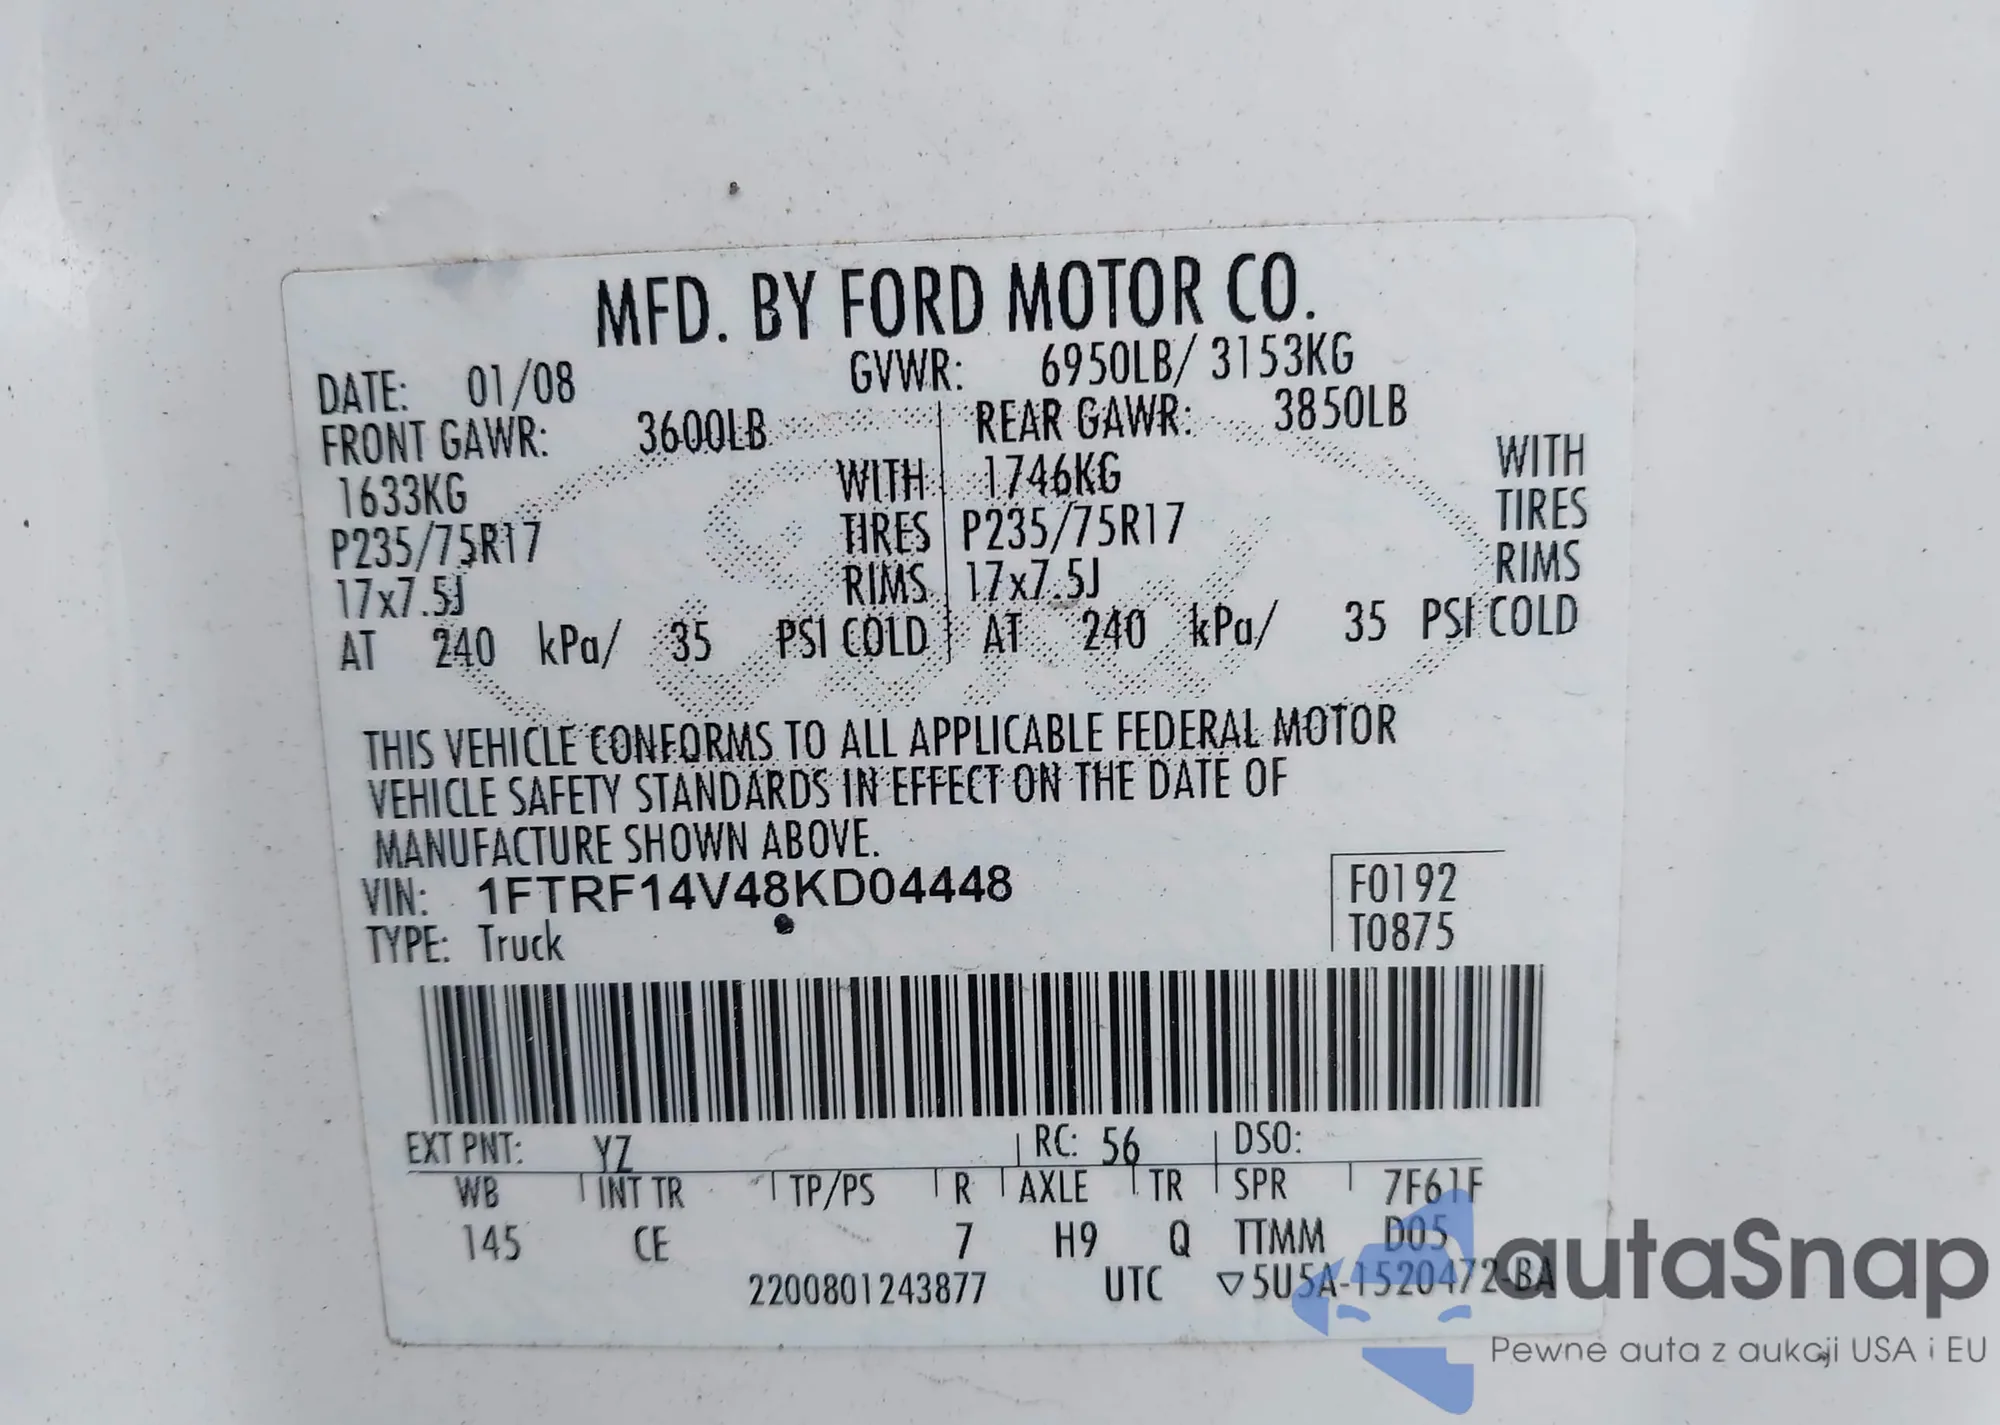 MFD. BY FORD MOTOR CO.
DATE: 01/08 GVWR: 6950LB/ 3153KG
FRONT GAWR: 3600LB REAR GAWR: 3850LB
1633KG WITH 1746KG WITH
P235/75R17 TIRES P235/75R17 TIRES
17x7.5J RIMS 17x7.5J RIMS
AT 240 kPa/ 35 PSI COLD AT 240 kPa/ 35 PSI COLD
THIS VEHICLE CONFORMS TO ALL APPLICABLE FEDERAL MOTOR
VEHICLE SAFETY STANDARDS IN EFFECT ON THE DATE OF
MANUFACTURE SHOWN ABOVE.
VIN: 1FTRF14V48KD04448 F0192
TYPE: Truck T0875
EXT PNT: YZ RC: 56 DSO:
WB INT TR TP/PS R AXLE TR SPR 7F61F
145 CE 7 H9 Q TTMM D05
2200801243877 UTC ▽5U5A-1520472-BA
autaSnap
Pewne auta z aukcji USA i EU